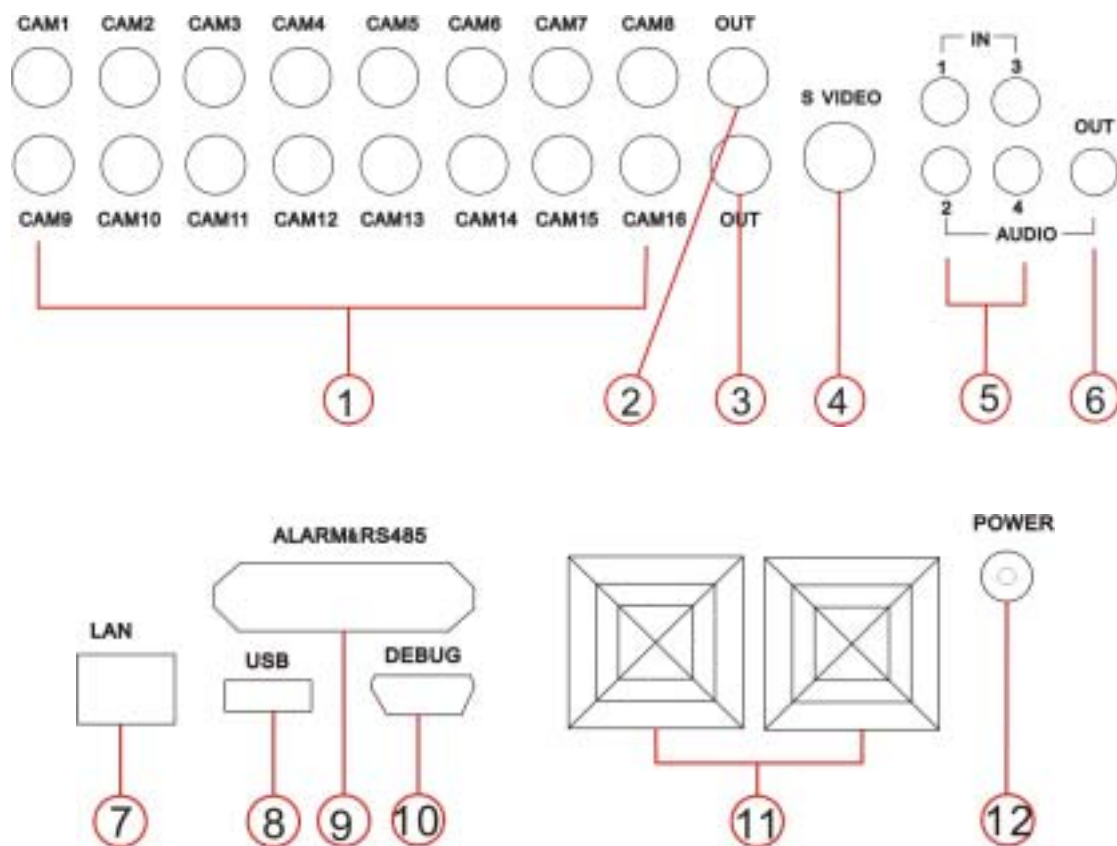 CAM1 CAM2 CAM3 CAM4 CAM5 CAM6 CAM7 CAM8 OUT
IN
1 3
S VIDEO
OUT
CAM9 CAM10 CAM11 CAM12 CAM13 CAM14 CAM15 CAM16 OUT
2 4
AUDIO
1 2 3 4 5 6
ALARM&RS485
POWER
LAN
USB
DEBUG
7 8 9 10 11 12